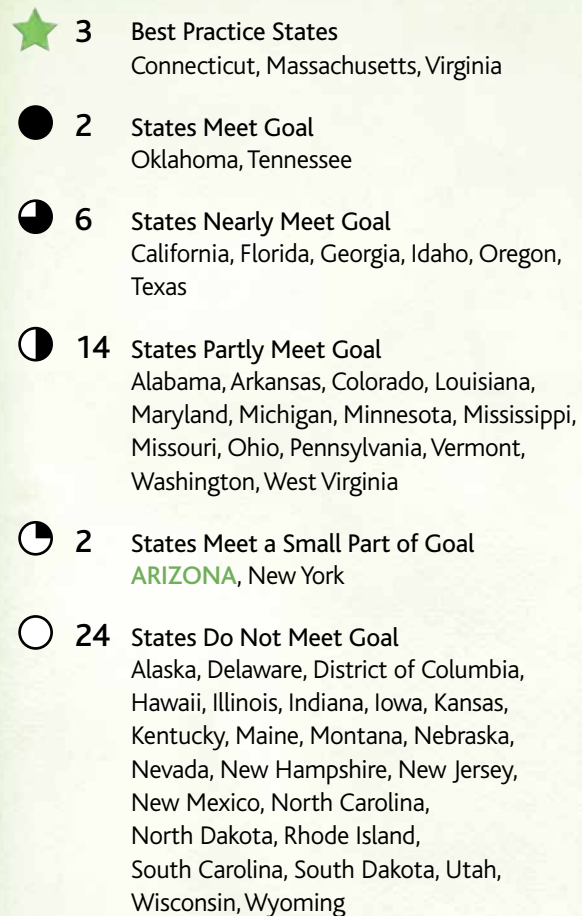 3 Best Practice States
Connecticut, Massachusetts, Virginia
2 States Meet Goal
Oklahoma, Tennessee
6 States Nearly Meet Goal
California, Florida, Georgia, Idaho, Oregon,
Texas
14 States Partly Meet Goal
Alabama, Arkansas, Colorado, Louisiana,
Maryland, Michigan, Minnesota, Mississippi,
Missouri, Ohio, Pennsylvania, Vermont,
Washington, West Virginia
2 States Meet a Small Part of Goal
ARIZONA, New York
24 States Do Not Meet Goal
Alaska, Delaware, District of Columbia,
Hawaii, Illinois, Indiana, Iowa, Kansas,
Kentucky, Maine, Montana, Nebraska,
Nevada, New Hampshire, New Jersey,
New Mexico, North Carolina,
North Dakota, Rhode Island,
South Carolina, South Dakota, Utah,
Wisconsin, Wyoming